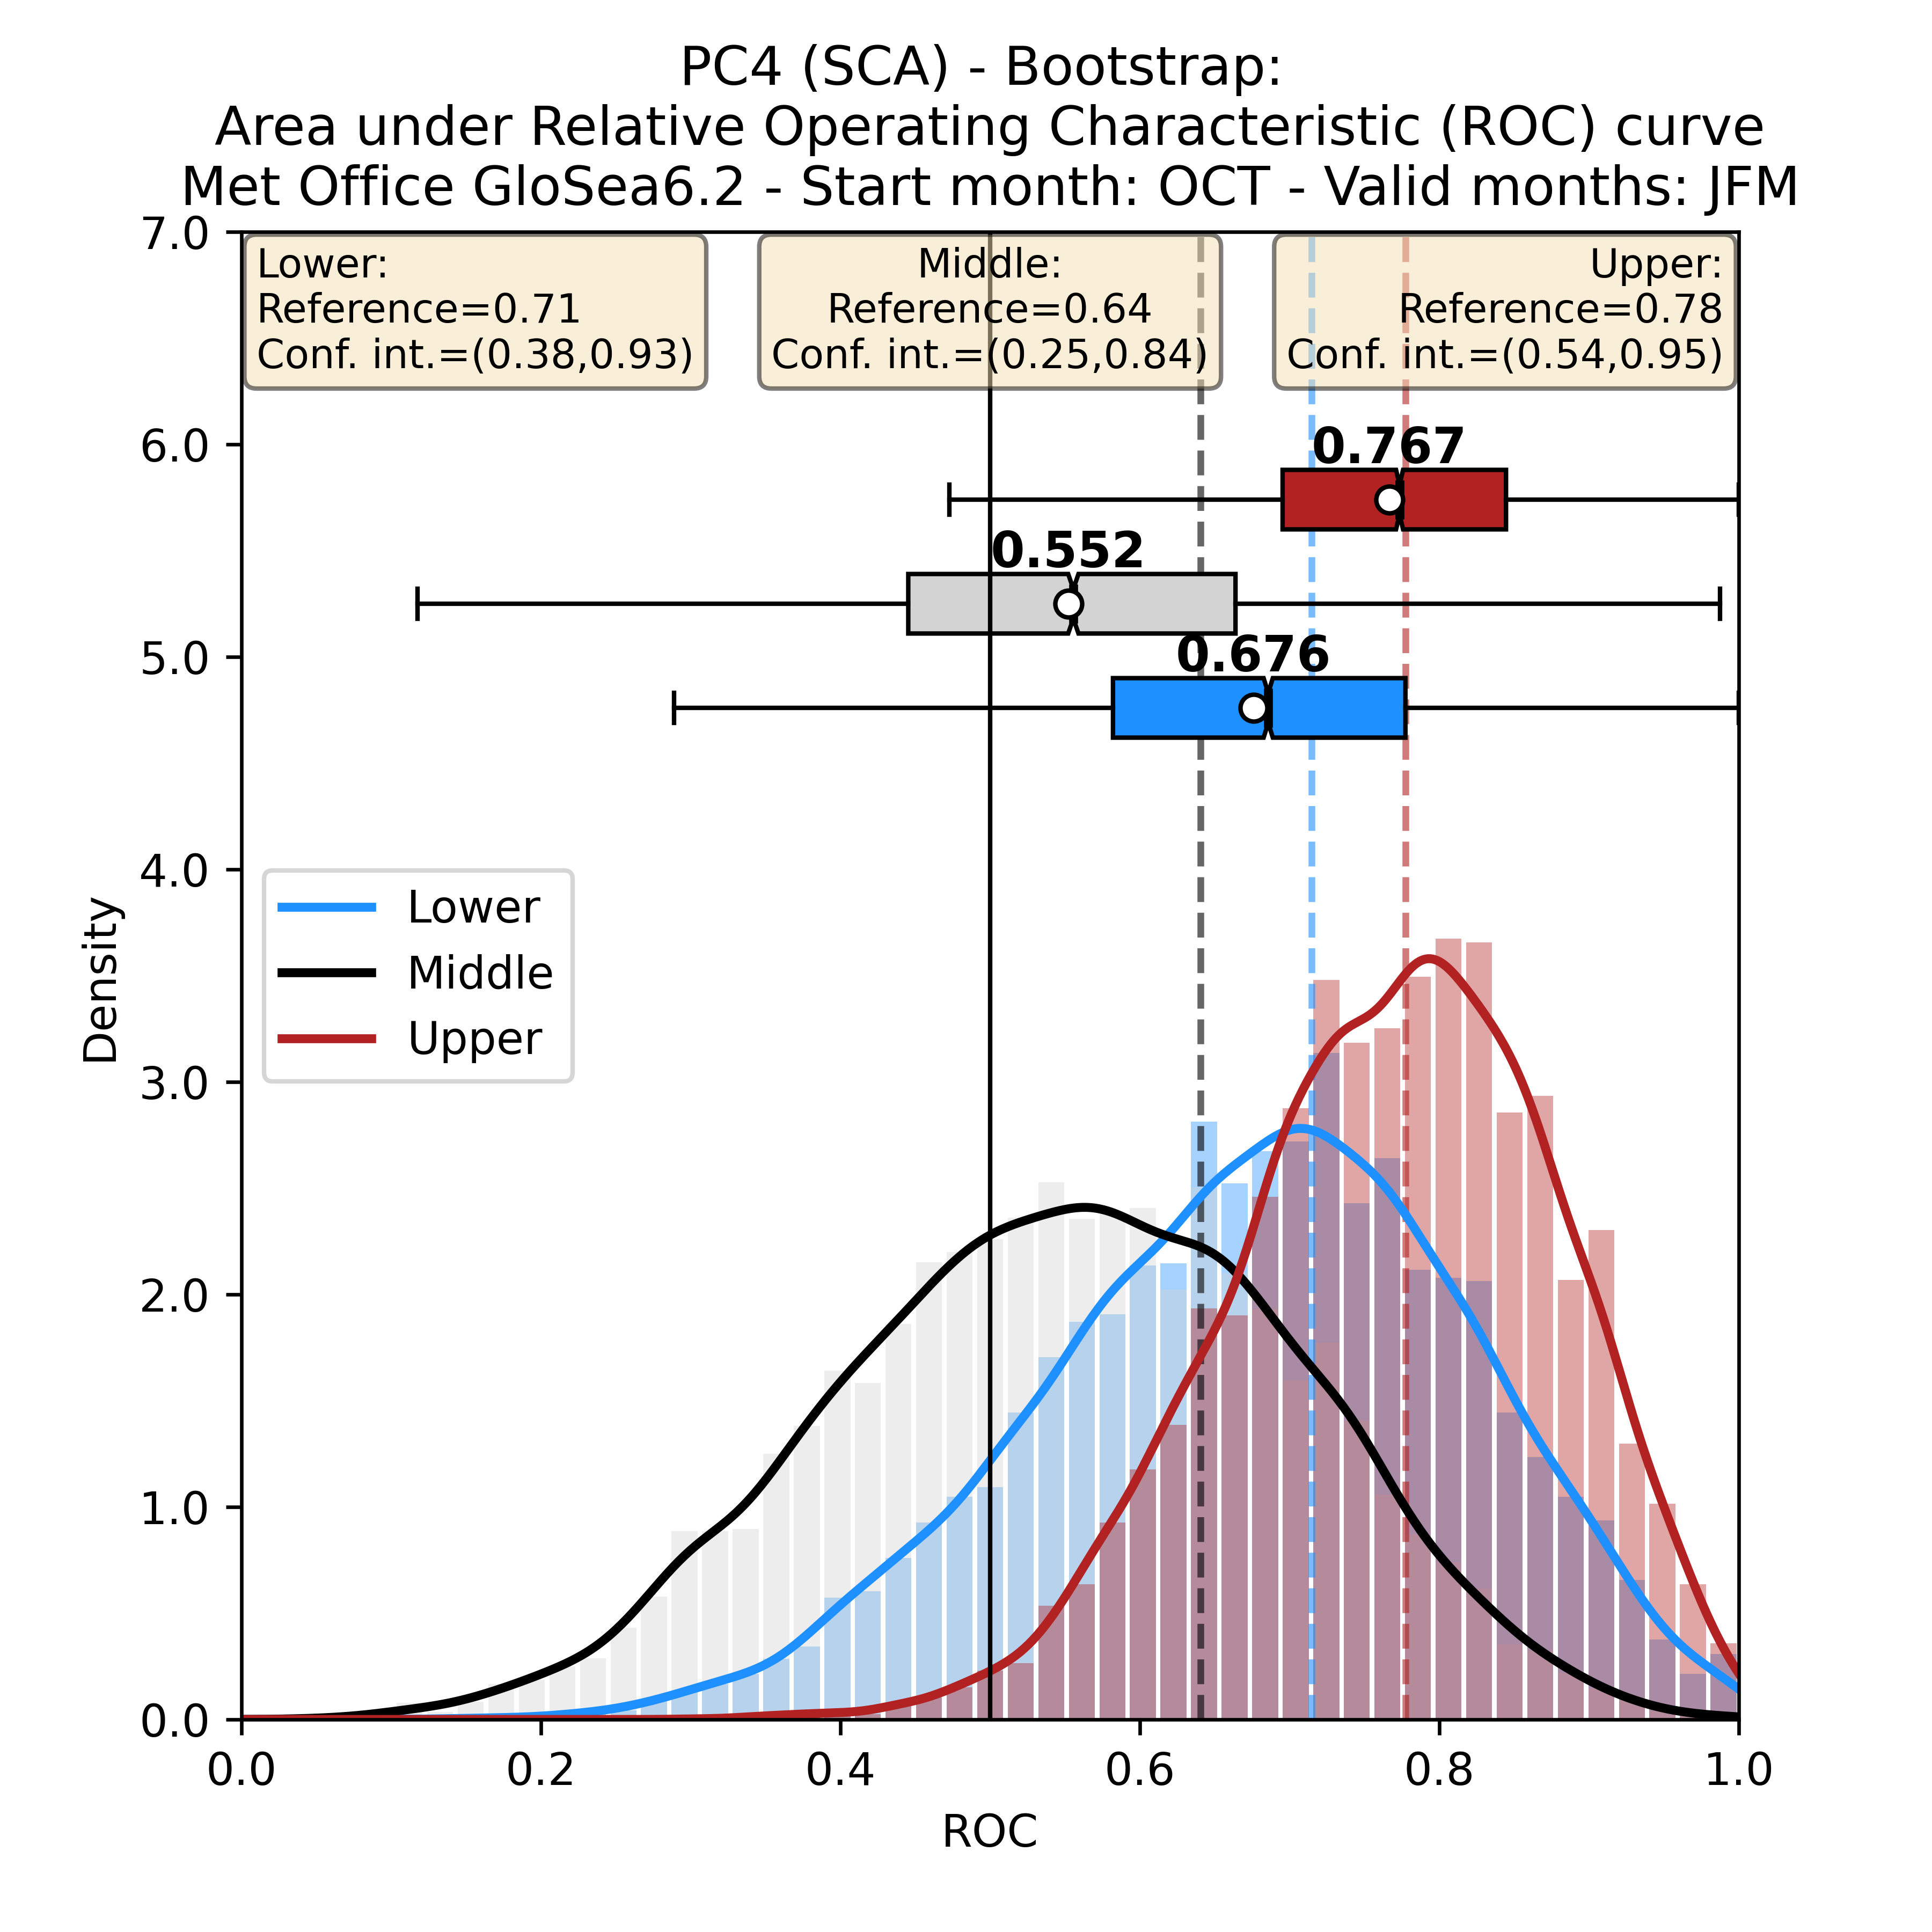 PC4 (SCA) - Bootstrap:
Area under Relative Operating Characteristic (ROC) curve
Met Office GloSea6.2 - Start month: OCT - Valid months: JFM
Lower:
Reference=0.71
Conf. int.=(0.38,0.93)
Middle:
Reference=0.64
Conf. int.=(0.25,0.84)
Upper:
Reference=0.78
Conf. int.=(0.54,0.95)
0.767
0.552
0.676
7.0
6.0
5.0
4.0
3.0
2.0
1.0
0.0
Density
Lower
Middle
Upper
0.0 0.2 0.4 0.6 0.8 1.0
ROC